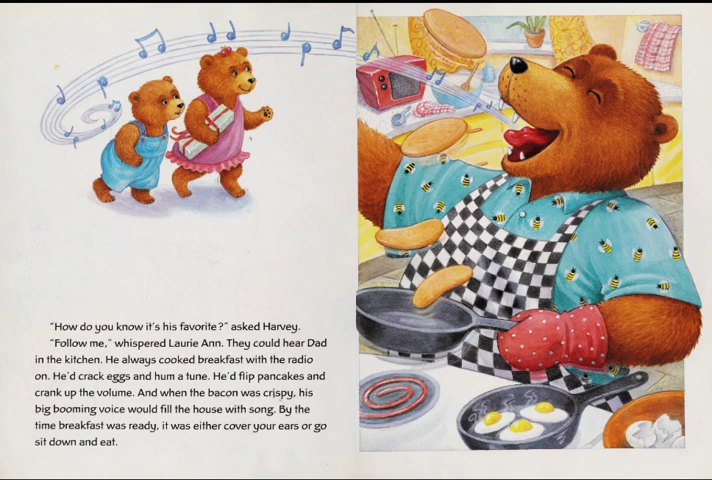 "How do you know it's his favorite?" asked Harvey.
"Follow me," whispered Laurie Ann. They could hear Dad
in the kitchen. He always cooked breakfast with the radio
on. He'd crack eggs and hum a tune. He'd flip pancakes and
crank up the volume. And when the bacon was crispy, his
big booming voice would fill the house with song. By the
time breakfast was ready, it was either cover your ears or go
sit down and eat.